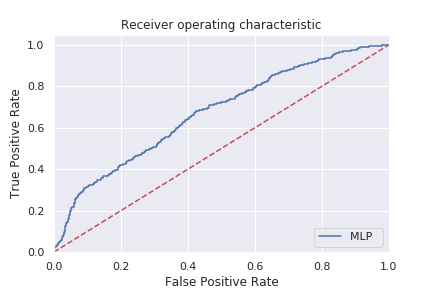 Receiver operating characteristic
1.0
0.8
0.6
0.4
0.2
0.0
True Positive Rate
MLP
0.0 0.2 0.4 0.6 0.8 1.0
False Positive Rate